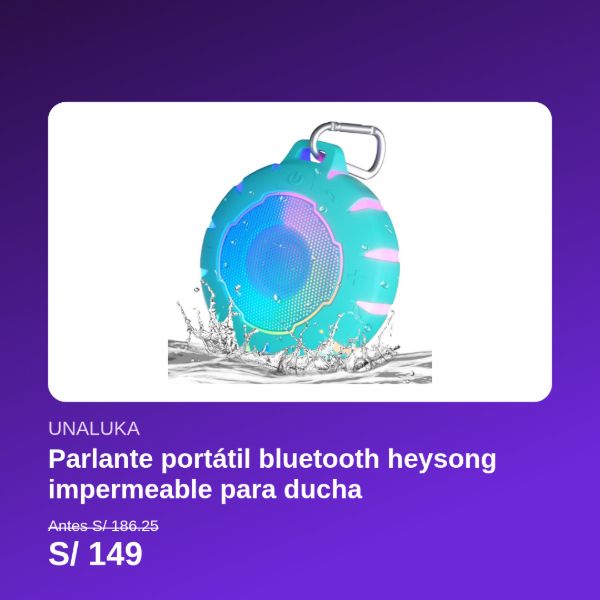 UNALUKA
Parlante portátil bluetooth heysong
impermeable para ducha
Antes S/ 186.25
S/ 149